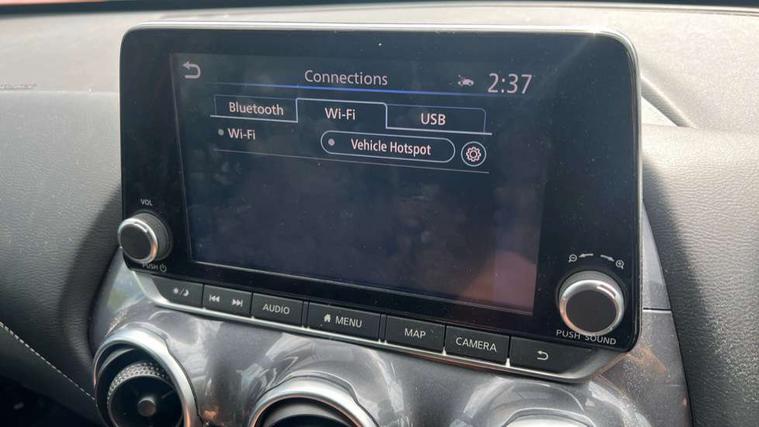 Connections 2:37
Bluetooth Wi-Fi USB
Wi-Fi Vehicle Hotspot
VOL
PUSH
AUDIO MENU MAP CAMERA
PUSH SOUND